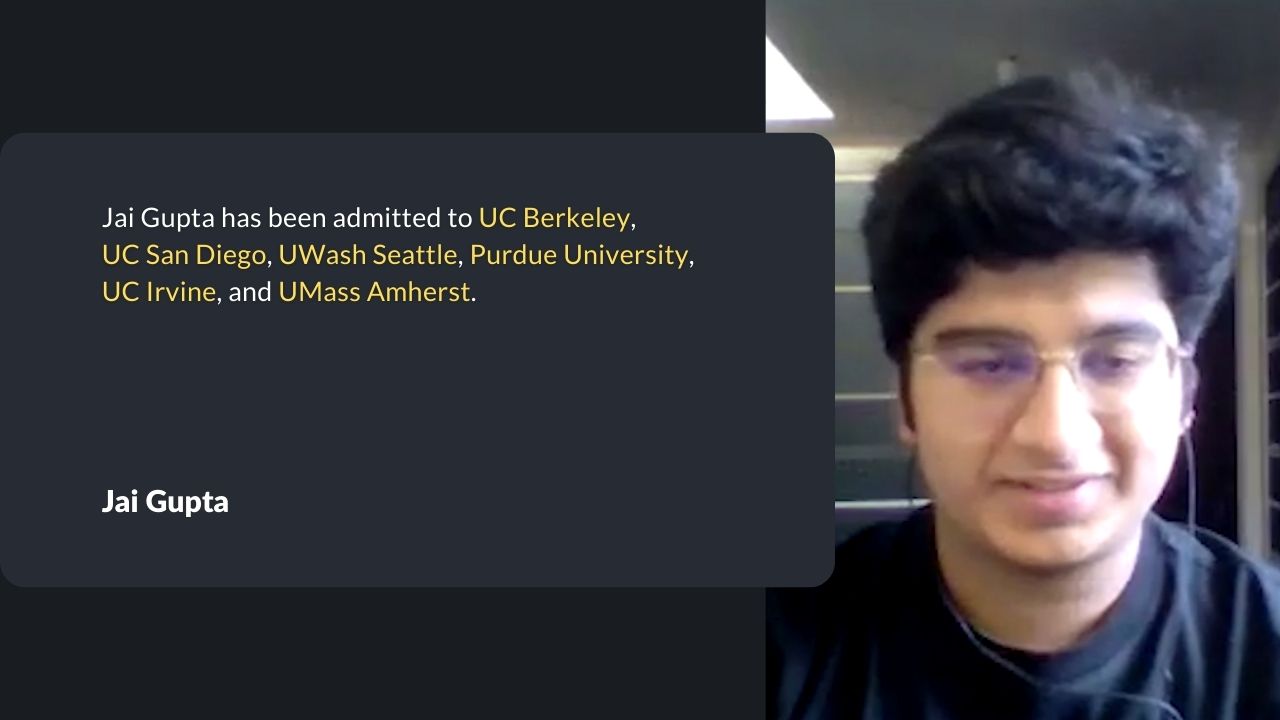 Jai Gupta has been admitted to UC Berkeley,
UC San Diego, UWash Seattle, Purdue University,
UC Irvine, and UMass Amherst.
Jai Gupta